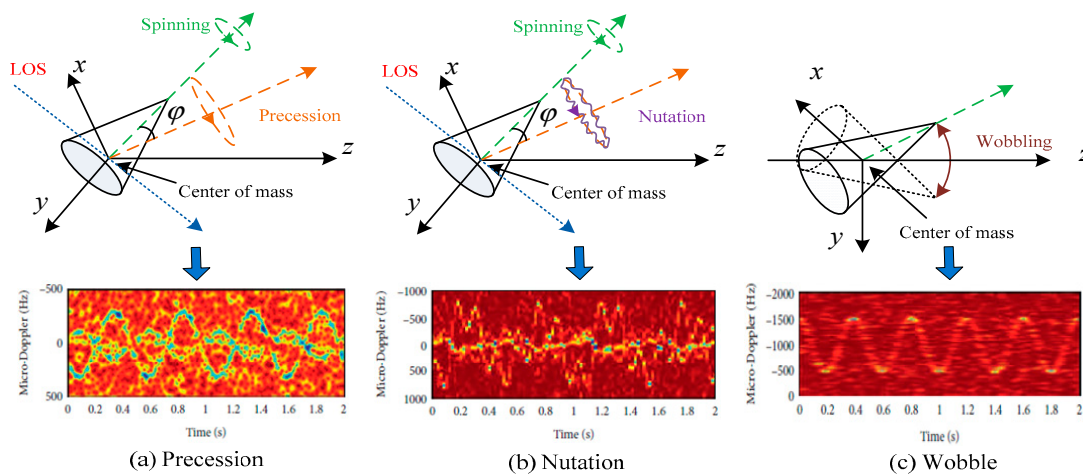 Spinning
LOS
x
φ
Precession
z
Center of mass
y
Micro-Doppler (Hz)
−500
0
500
0 0.2 0.4 0.6 0.8 1 1.2 1.4 1.6 1.8 2
Time (s)
(a) Precession
Spinning
LOS
x
φ
Nutation
z
Center of mass
y
Micro-Doppler (Hz)
−1000
0
1000
0 0.2 0.4 0.6 0.8 1 1.2 1.4 1.6 1.8 2
Time (s)
(b) Nutation
x
Wobbling
z
Center of mass
y
Micro-Doppler (Hz)
−2000
−1500
−1000
−500
0
0 0.2 0.4 0.6 0.8 1 1.2 1.4 1.6 1.8 2
Time (s)
(c) Wobble